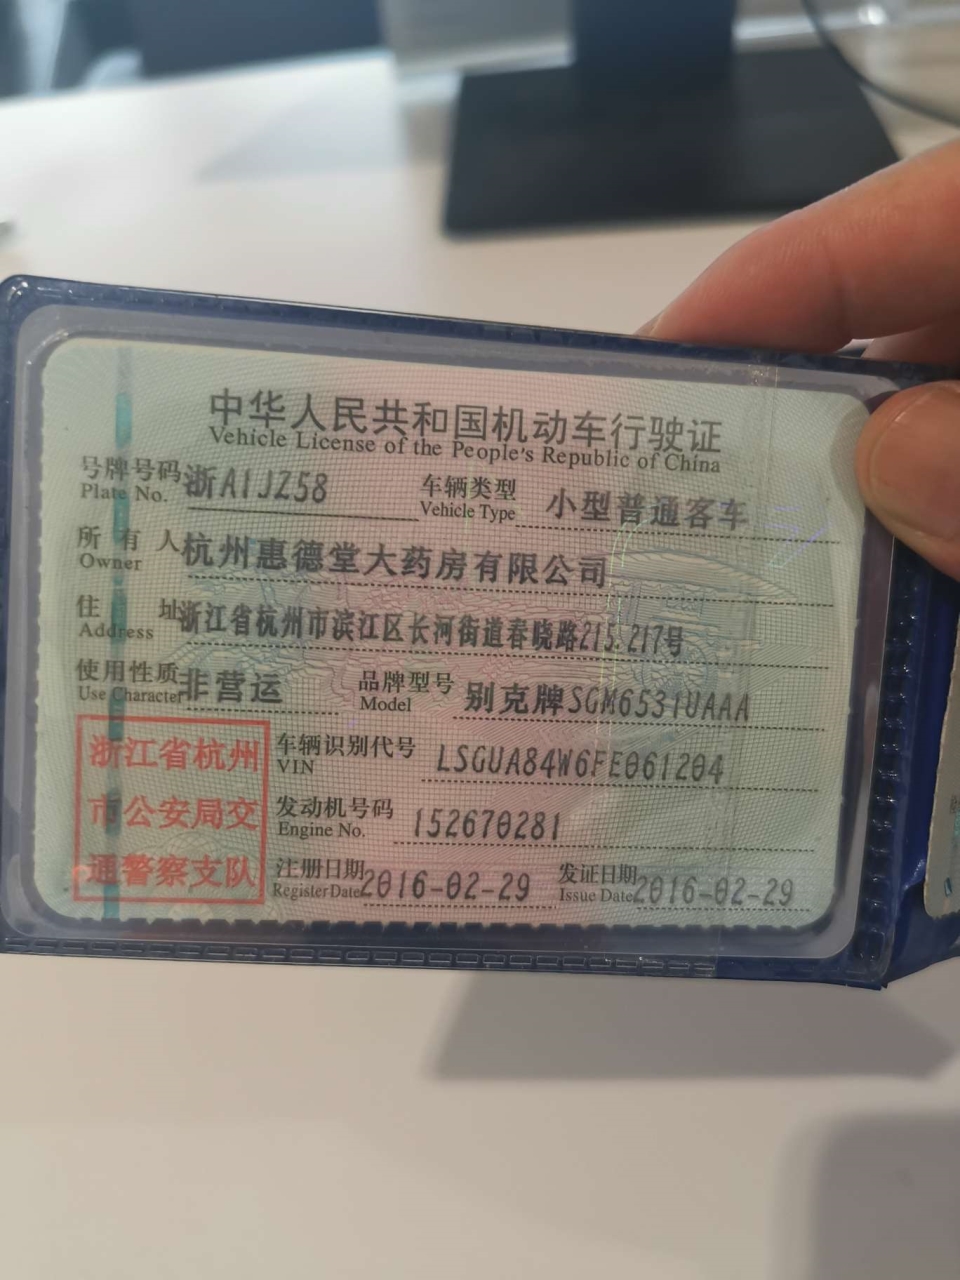 中华人民共和国机动车行驶证
Vehicle License of the People's Republic of China
号牌号码 浙A1JZ58 车辆类型 小型普通客车
Plate No. Vehicle Type
所有人 杭州惠德堂大药房有限公司
Owner
住址 浙江省杭州市滨江区长河街道春晓路215.217号
Address
使用性质 非营运 品牌型号 别克牌SGM6531UAAA
Use Character Model
浙江省杭州
市公安局交
通警察支队
车辆识别代号 LSGUA84W6FE061204
VIN
发动机号码 152670281
Engine No.
注册日期 2016-02-29 发证日期 2016-02-29
Register Date Issue Date